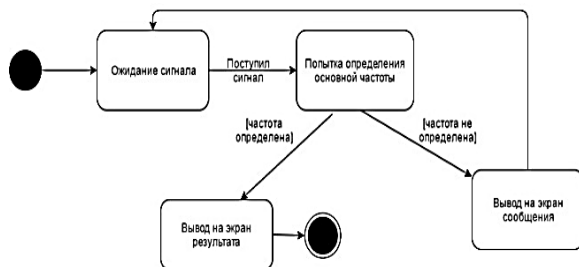 Ожидание сигнала
Поступил
сигнал
Попытка определения
основной частоты
[частота
определена]
[частота не
определена]
Вывод на экран
результата
Вывод на экран
сообщения